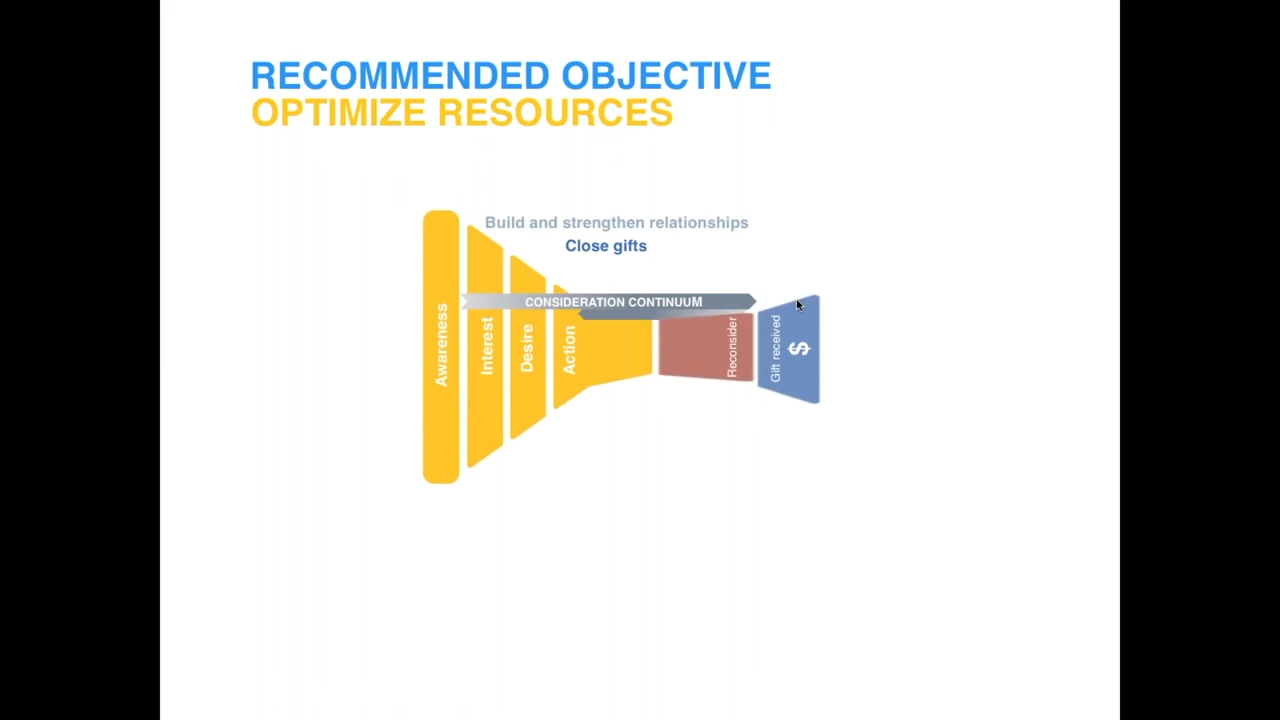 RECOMMENDED OBJECTIVE
OPTIMIZE RESOURCES
Build and strengthen relationships
Close gifts
CONSIDERATION CONTINUUM
Awareness
Interest
Desire
Action
Reconsider
Gift received
$